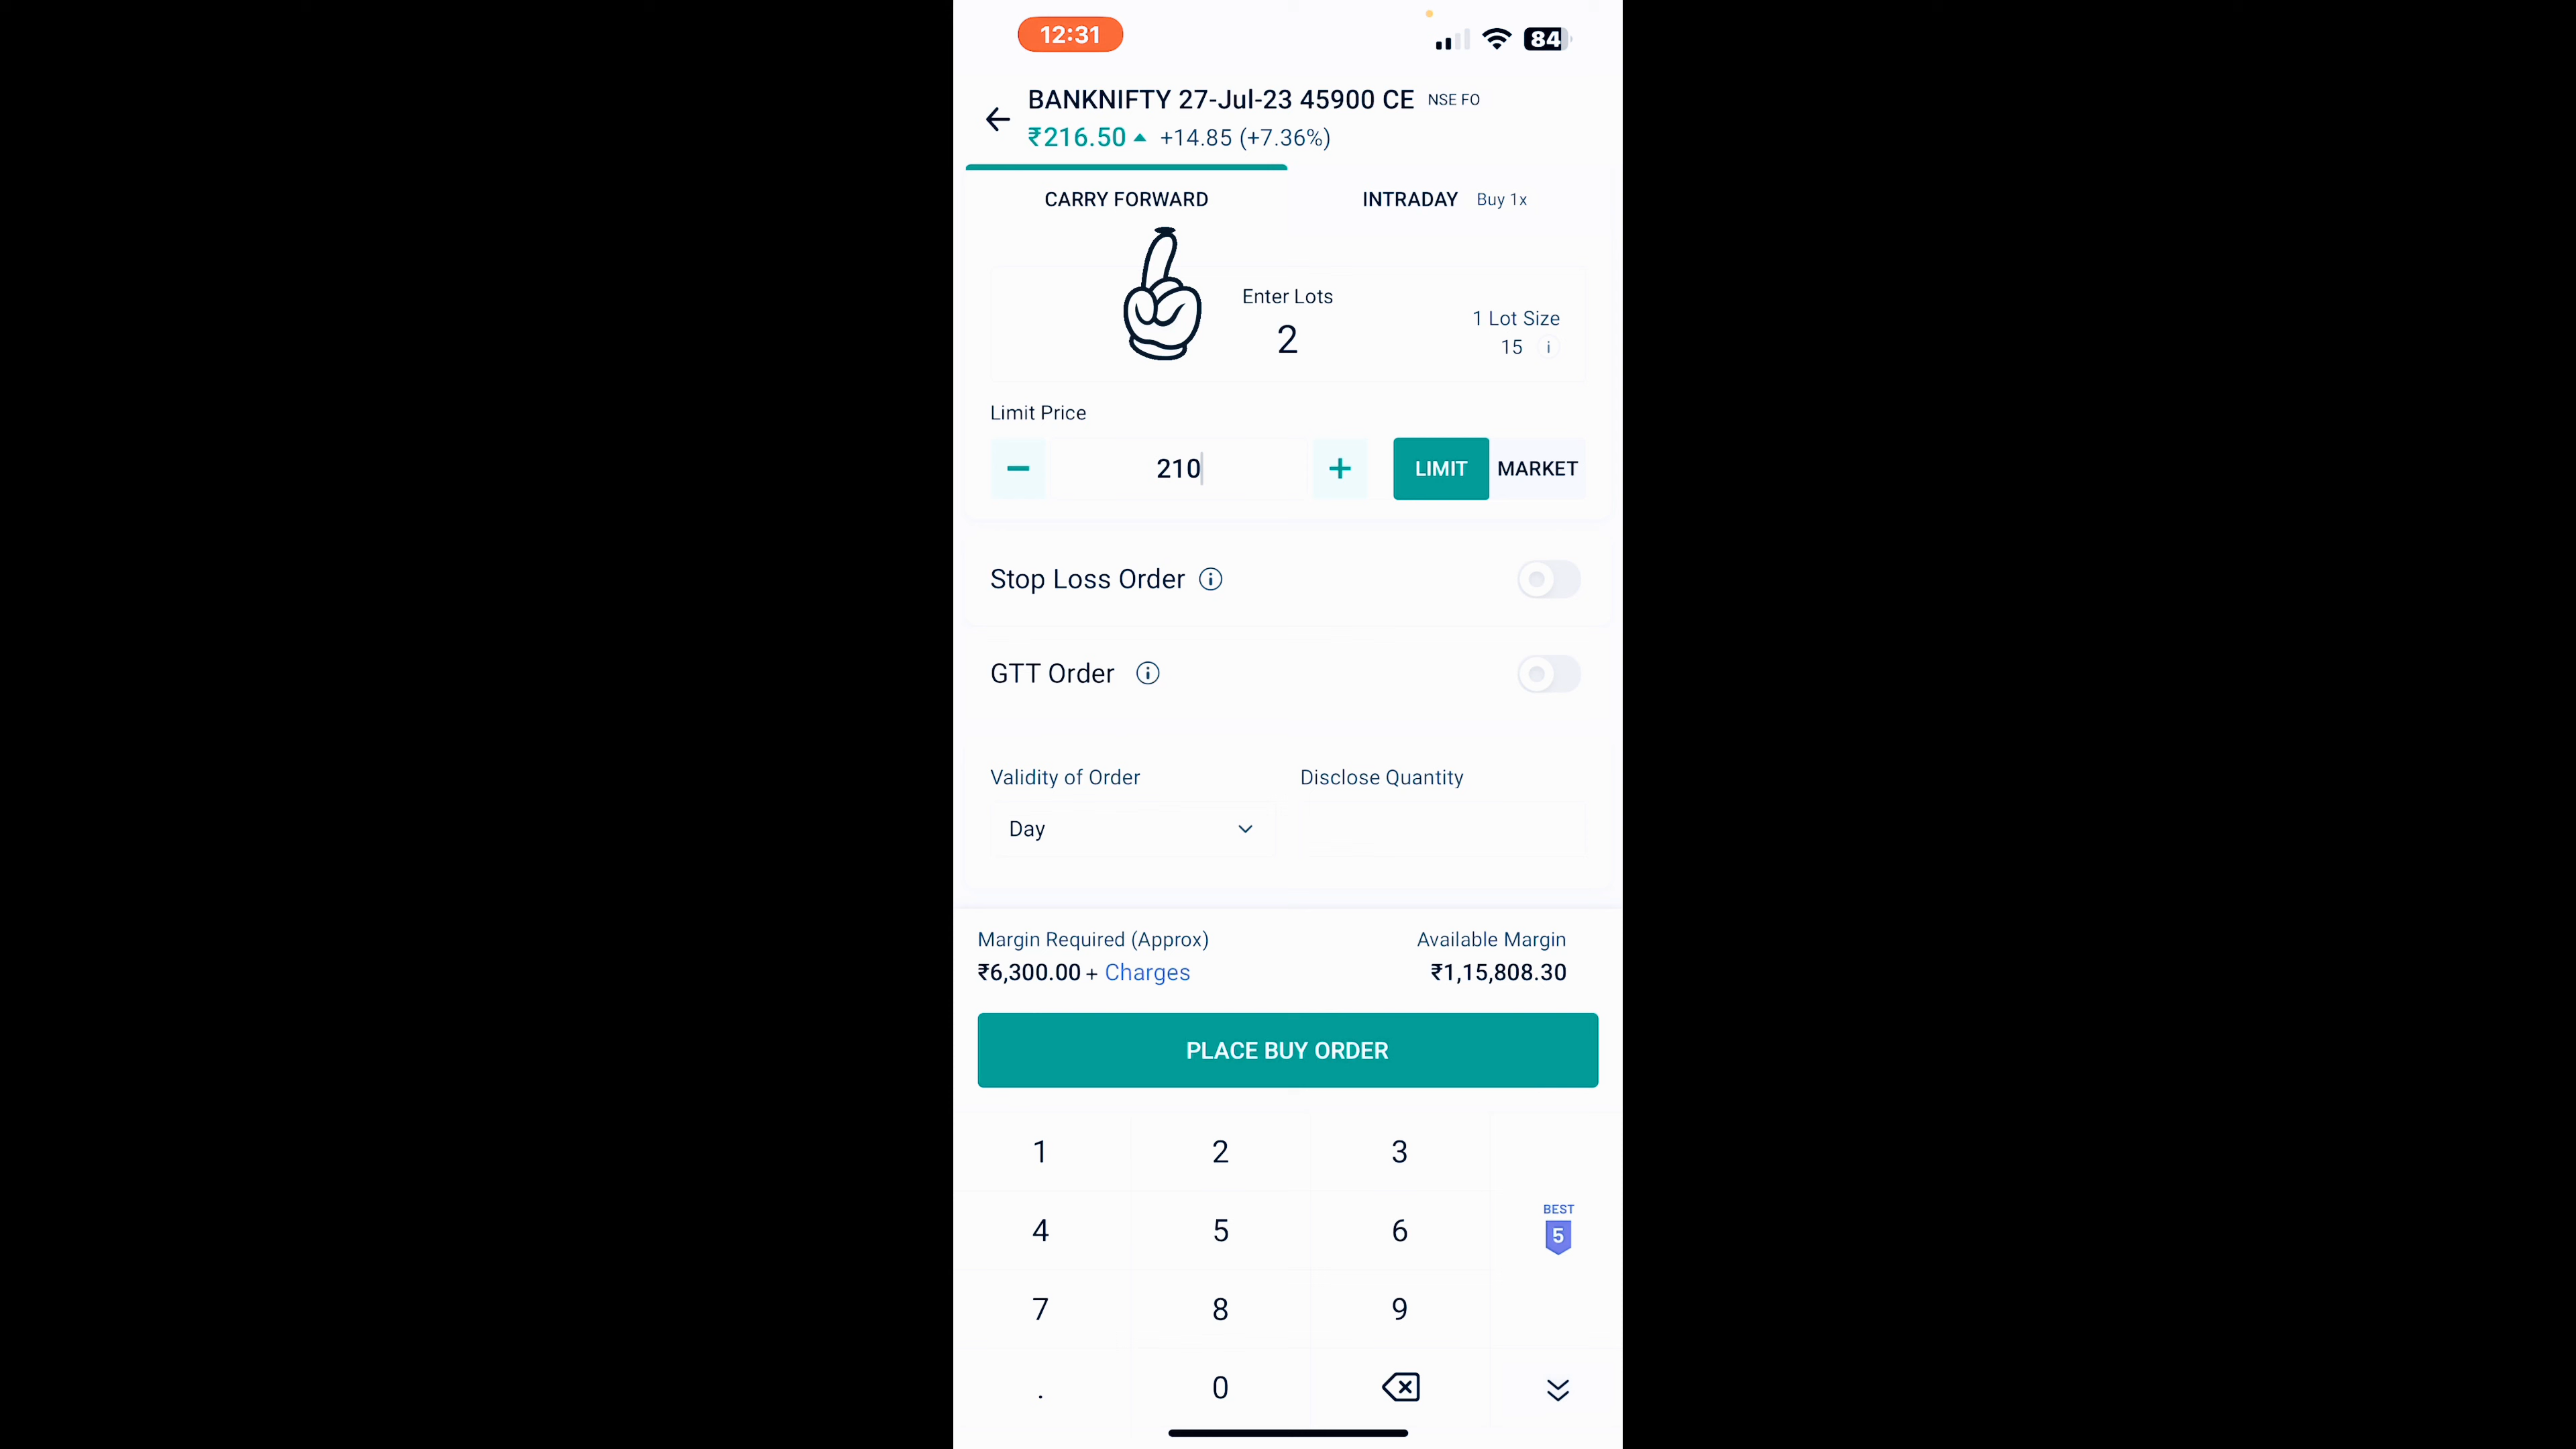 12:31
84
BANKNIFTY 27-Jul-23 45900 CE NSE FO
₹216.50 +14.85 (+7.36%)
CARRY FORWARD INTRADAY Buy 1x
Enter Lots
2
1 Lot Size
15
Limit Price
210
LIMIT MARKET
Stop Loss Order
GTT Order
Validity of Order Disclose Quantity
Day
Margin Required (Approx) Available Margin
₹6,300.00 + Charges ₹1,15,808.30
PLACE BUY ORDER
1 2 3
BEST
5
4 5 6
7 8 9
. 0